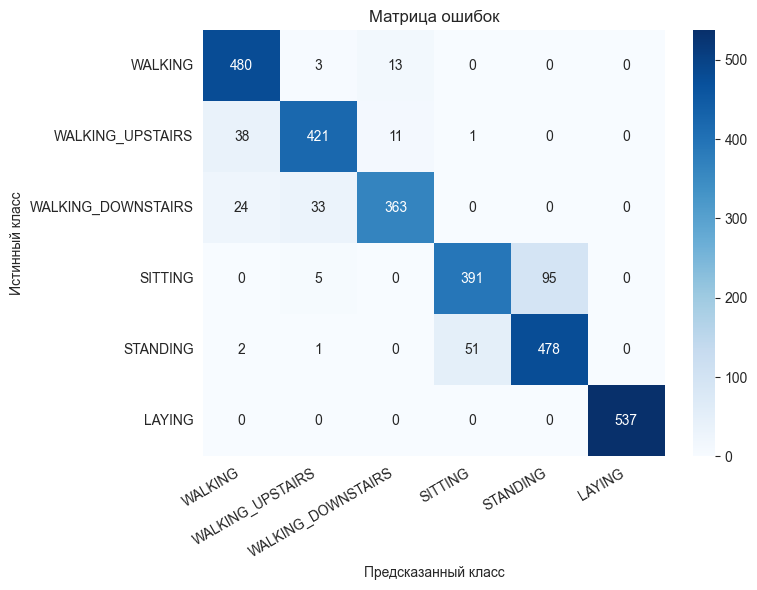 Матрица ошибок
WALKING 480 3 13 0 0 0
WALKING_UPSTAIRS 38 421 11 1 0 0
WALKING_DOWNSTAIRS 24 33 363 0 0 0
SITTING 0 5 0 391 95 0
STANDING 2 1 0 51 478 0
LAYING 0 0 0 0 0 537
Истинный класс
WALKING
WALKING_UPSTAIRS
WALKING_DOWNSTAIRS
SITTING
STANDING
LAYING
Предсказанный класс
500
400
300
200
100
0